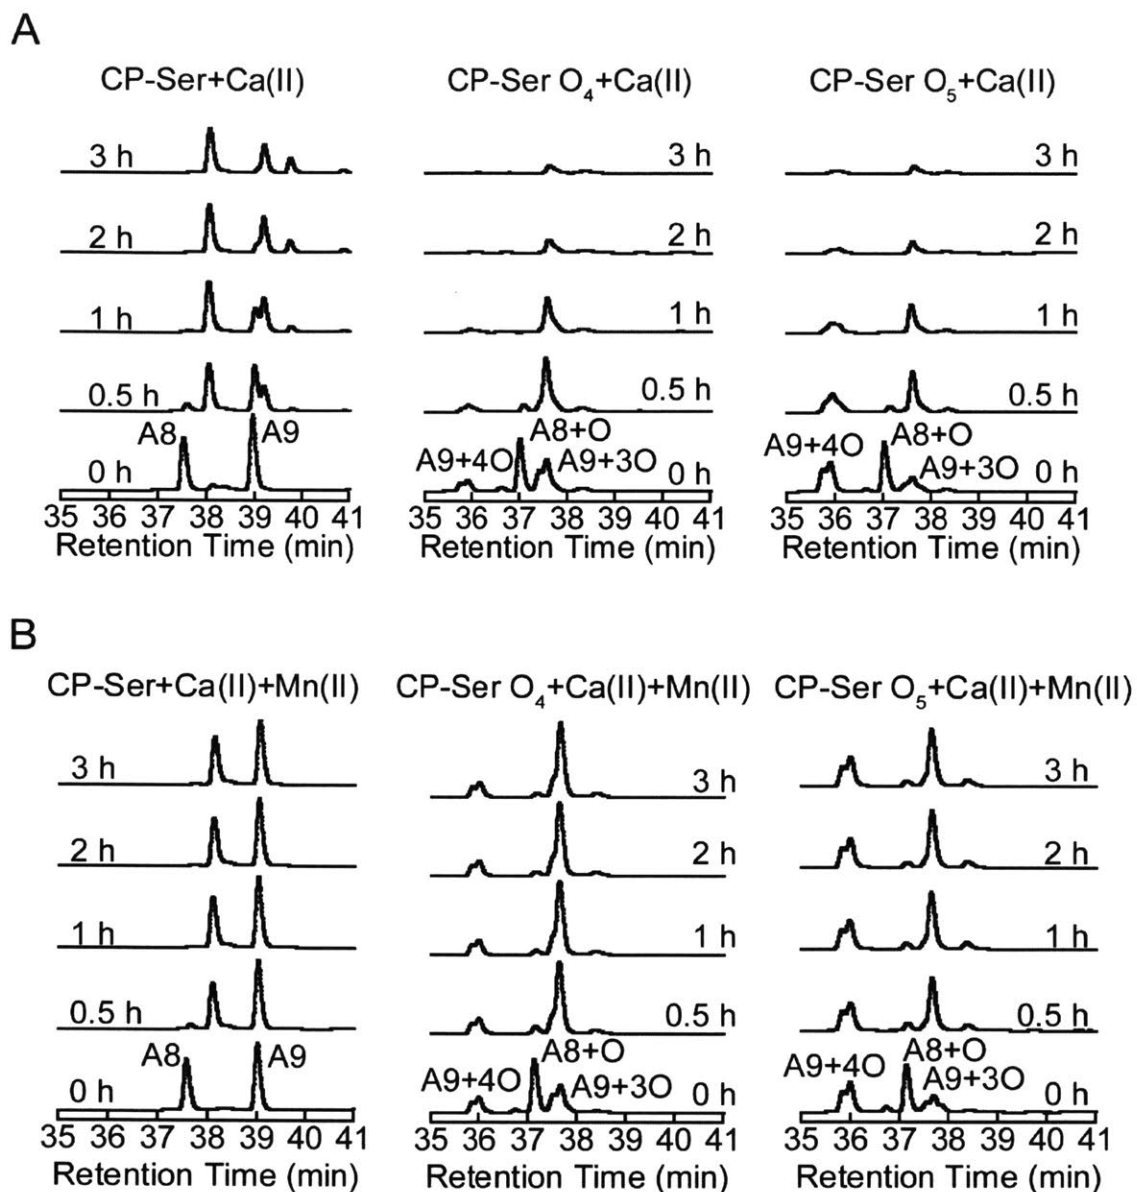 A
CP-Ser+Ca(II)
CP-Ser O4+Ca(II)
CP-Ser O5+Ca(II)
3 h
3 h
3 h
2 h
2 h
2 h
1 h
1 h
1 h
0.5 h
0.5 h
0.5 h
A8
A9
0 h
A9+4O
A8+O
A9+3O
0 h
A9+4O
A8+O
A9+3O
0 h
35 36 37 38 39 40 41
35 36 37 38 39 40 41
35 36 37 38 39 40 41
Retention Time (min)
Retention Time (min)
Retention Time (min)
B
CP-Ser+Ca(II)+Mn(II)
CP-Ser O4+Ca(II)+Mn(II)
CP-Ser O5+Ca(II)+Mn(II)
3 h
3 h
3 h
2 h
2 h
2 h
1 h
1 h
1 h
0.5 h
0.5 h
0.5 h
A8
A9
0 h
A9+4O
A8+O
A9+3O
0 h
A9+4O
A8+O
A9+3O
0 h
35 36 37 38 39 40 41
35 36 37 38 39 40 41
35 36 37 38 39 40 41
Retention Time (min)
Retention Time (min)
Retention Time (min)